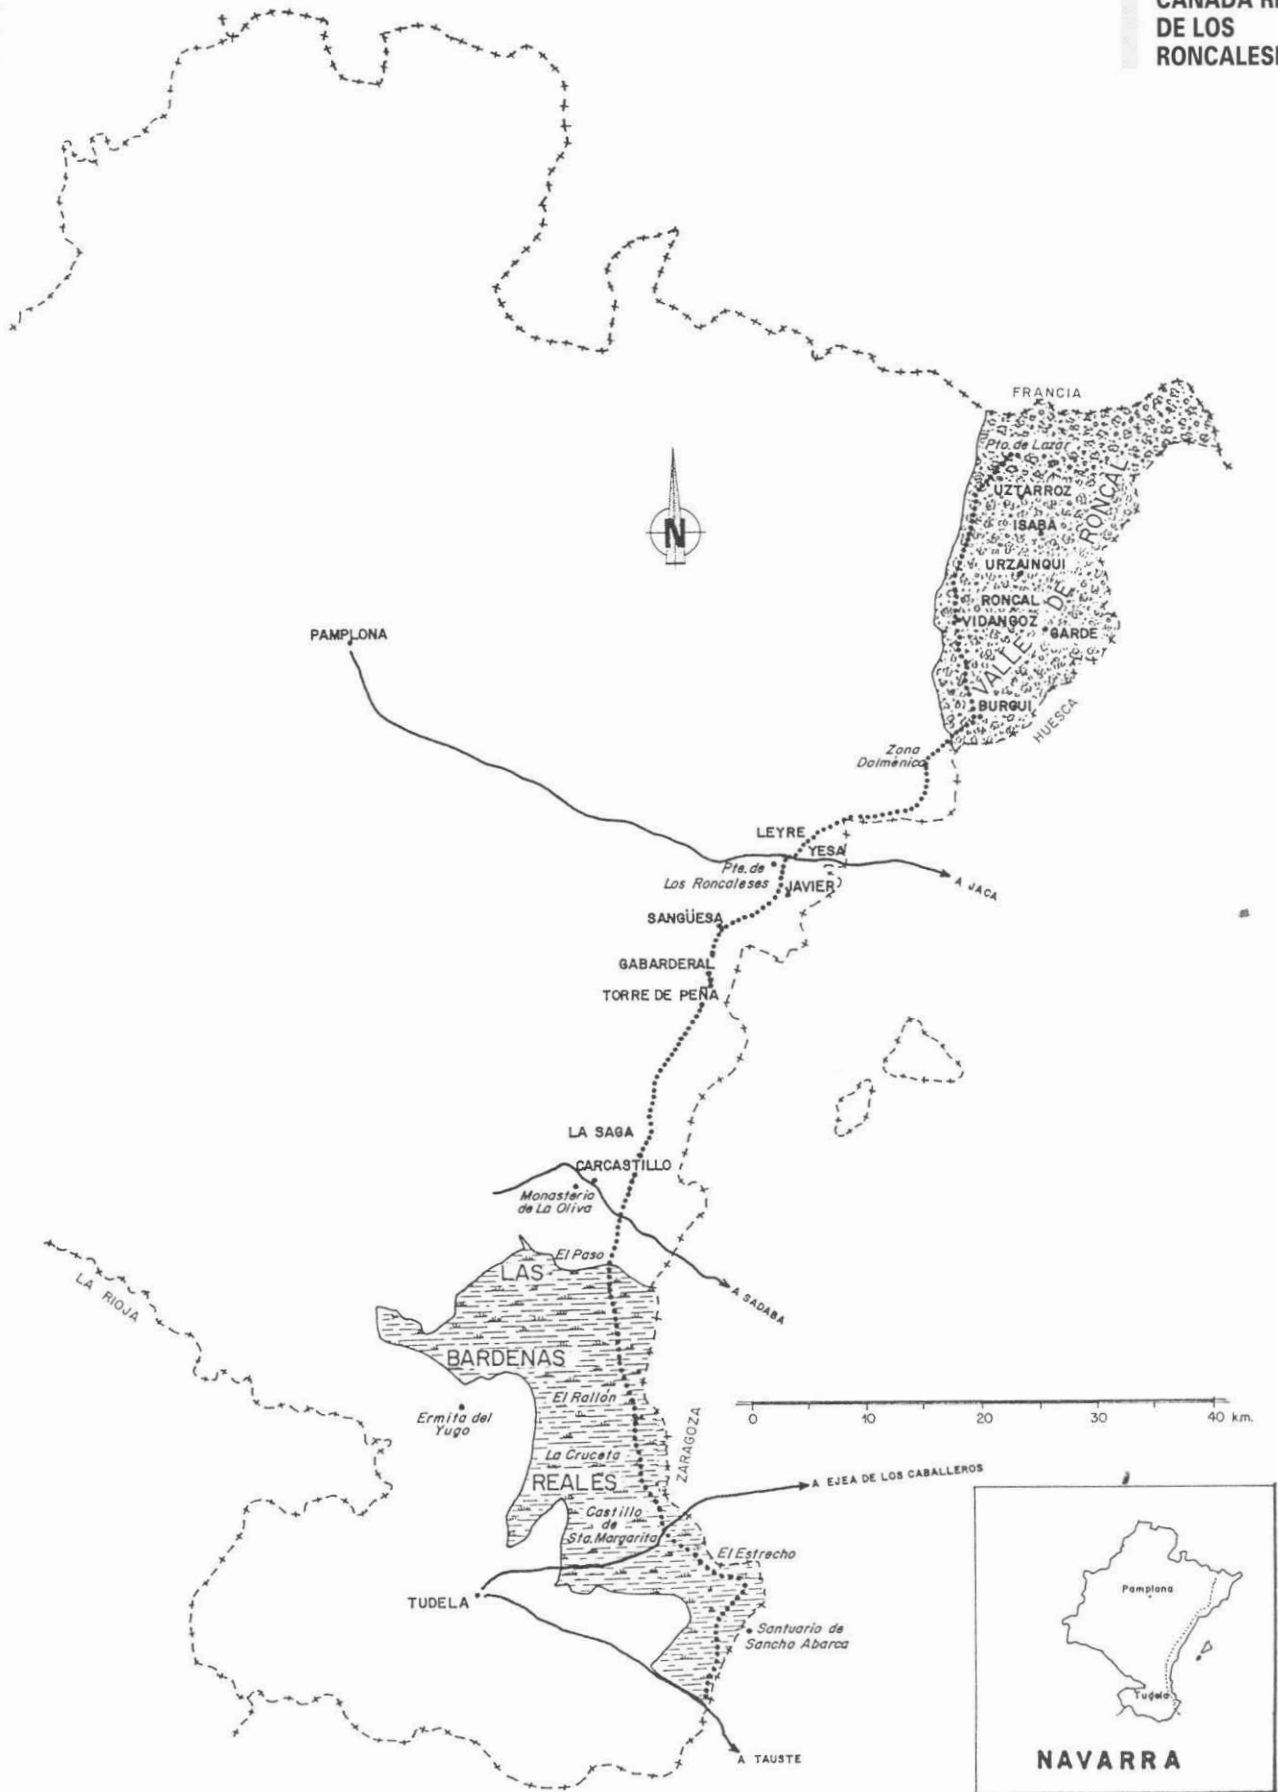 DE LOS
FRANCIA
Pto. de Lazar
UZTARROZ
ISABA
URZAINQUI
RONCAL
VIDANGOZ
GARDE
BURGUI
VALLE DE RONCAL
HUESCA
N
PAMPLONA
Zona
Dolménica
LEYRE
YESA
Pte. de
Los Roncaleses
JAVIER
A JACA
SANGÜESA
GABARDERAL
TORRE DE PEÑA
LA SAGA
CARCASTILLO
Monasterio
de La Oliva
El Paso
A SADABA
LA RIOJA
LAS
BARDENAS
REALES
El Rallón
Ermita del
Yugo
La Cruceta
ZARAGOZA
0 10 20 30 40 km.
A EJEA DE LOS CABALLEROS
Castillo
de
Sta. Margarita
El Estrecho
TUDELA
Santuario de
Sancho Abarca
A TAUSTE
Pamplona
Tudela
NAVARRA